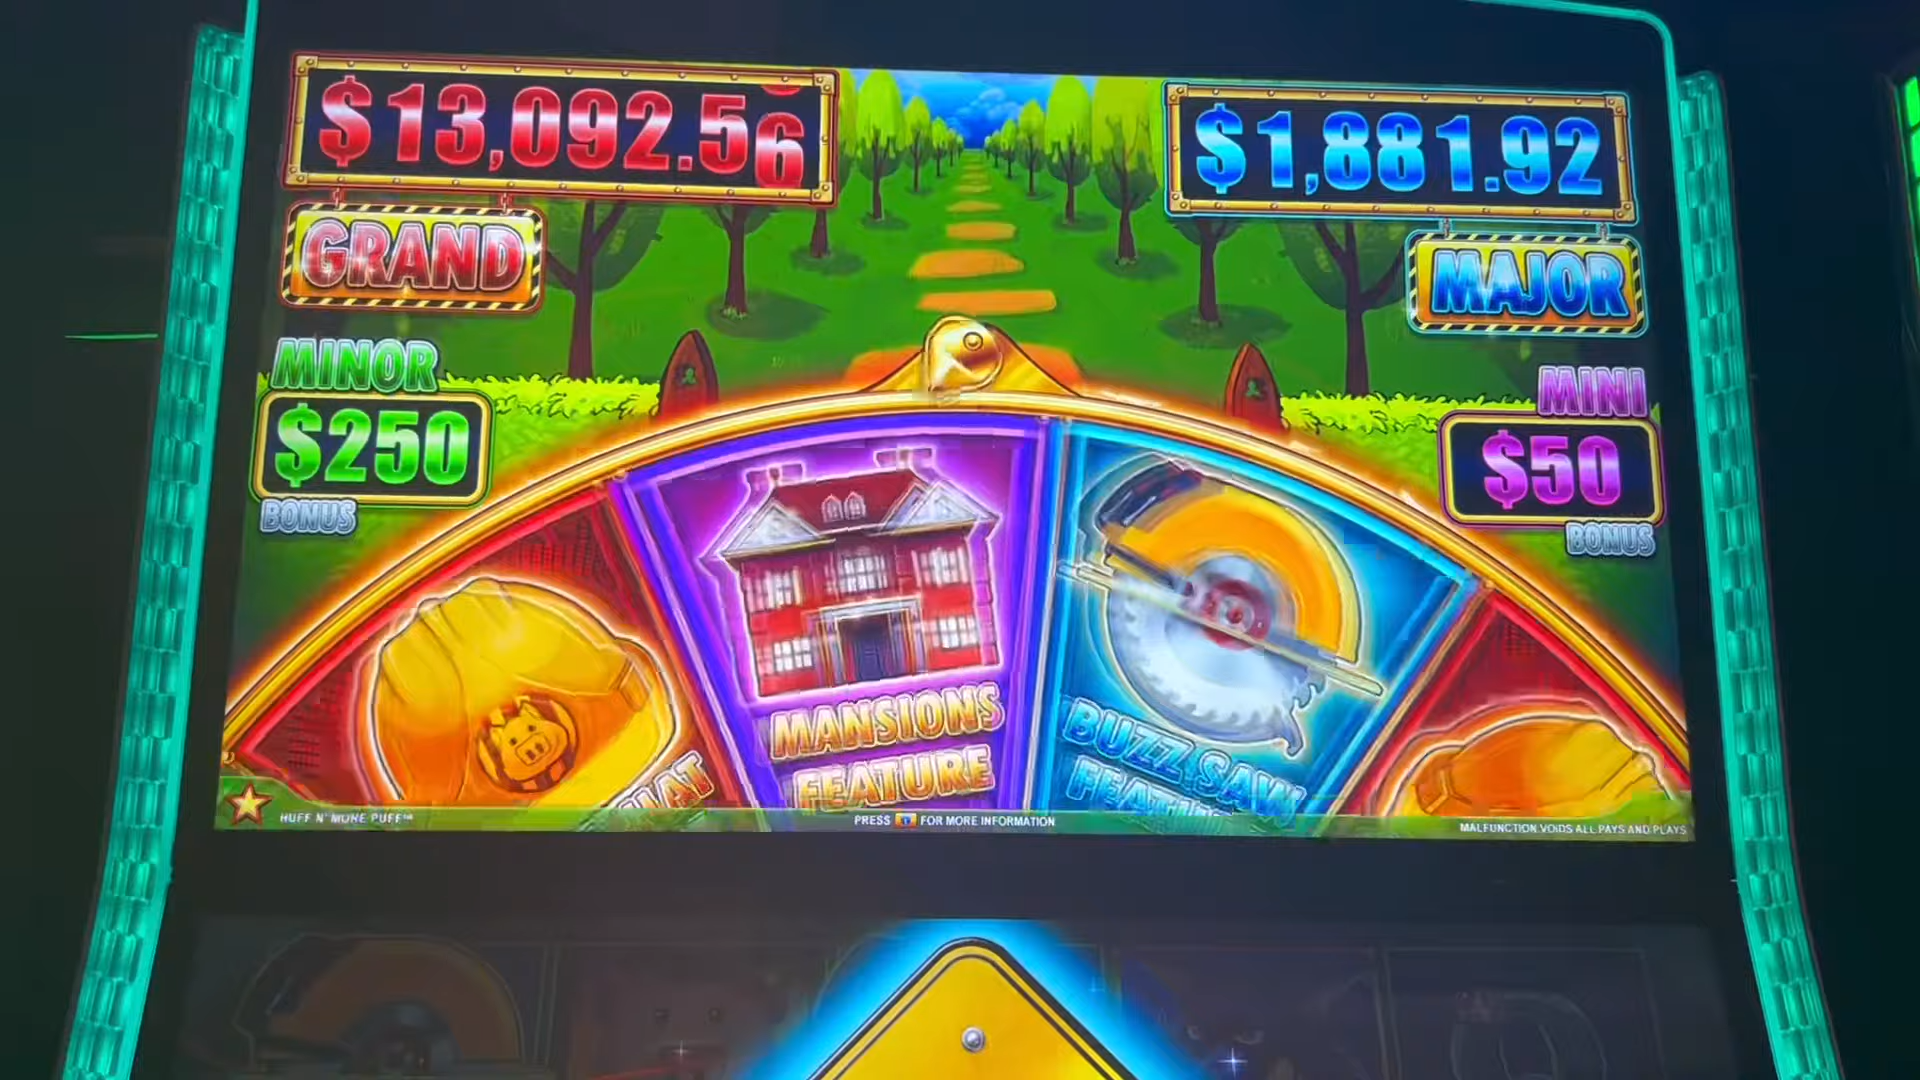 $13,092.56
$1,881.92
GRAND
MAJOR
MINOR
$250
BONUS
MINI
$50
BONUS
MANSIONS
FEATURE
BUZZ SAW
HUFF N' MORE PUFF™
PRESS FOR MORE INFORMATION
MALFUNCTION VOIDS ALL PAYS AND PLAYS